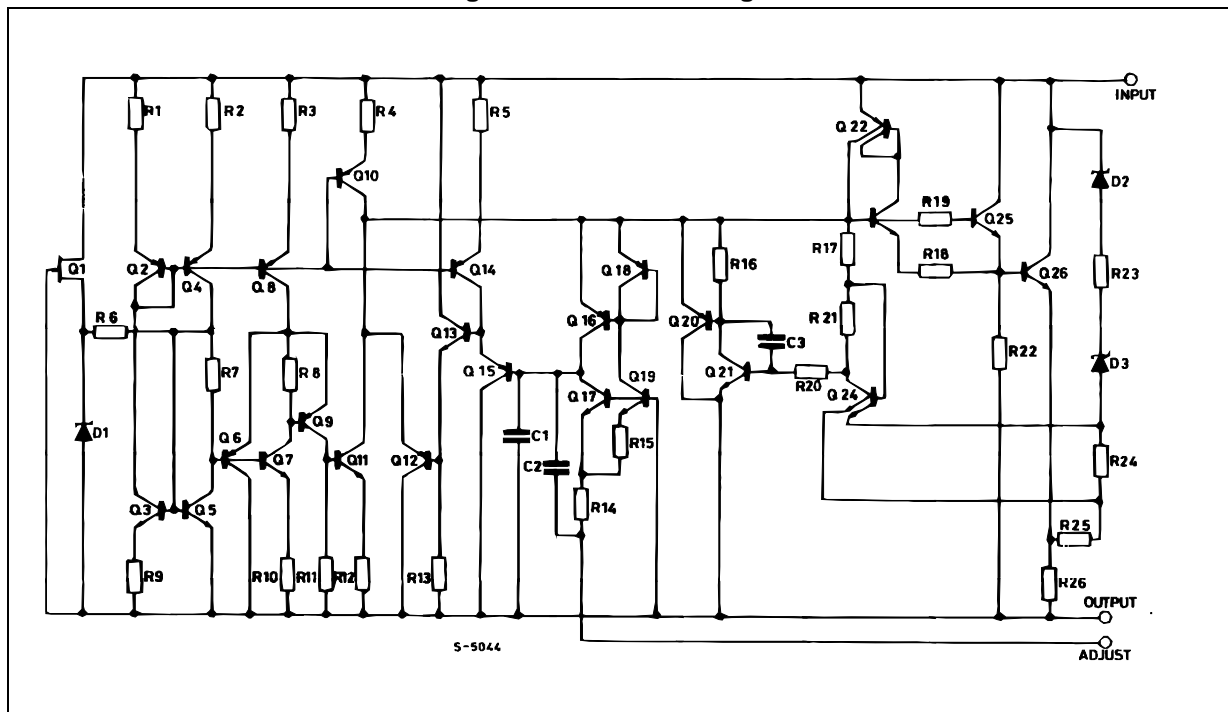 INPUT
R1 R2 R3 R4 R5
Q22
Q10
D2
R19
Q25
R17
R16
Q1 Q2 Q4 Q8 Q14 Q18 R18 Q26 R23
R6
Q13 Q16 Q20 R21
C3 R22
R7 R8 Q15 Q19 Q21 D3
R20
Q17 Q24
Q9
D1 Q6 C1 R15
Q7 Q11 Q12 C2 R24
Q3 Q5 R14
R25
R9 R10 R11 R12 R13 R26
OUTPUT
S-5044
ADJUST